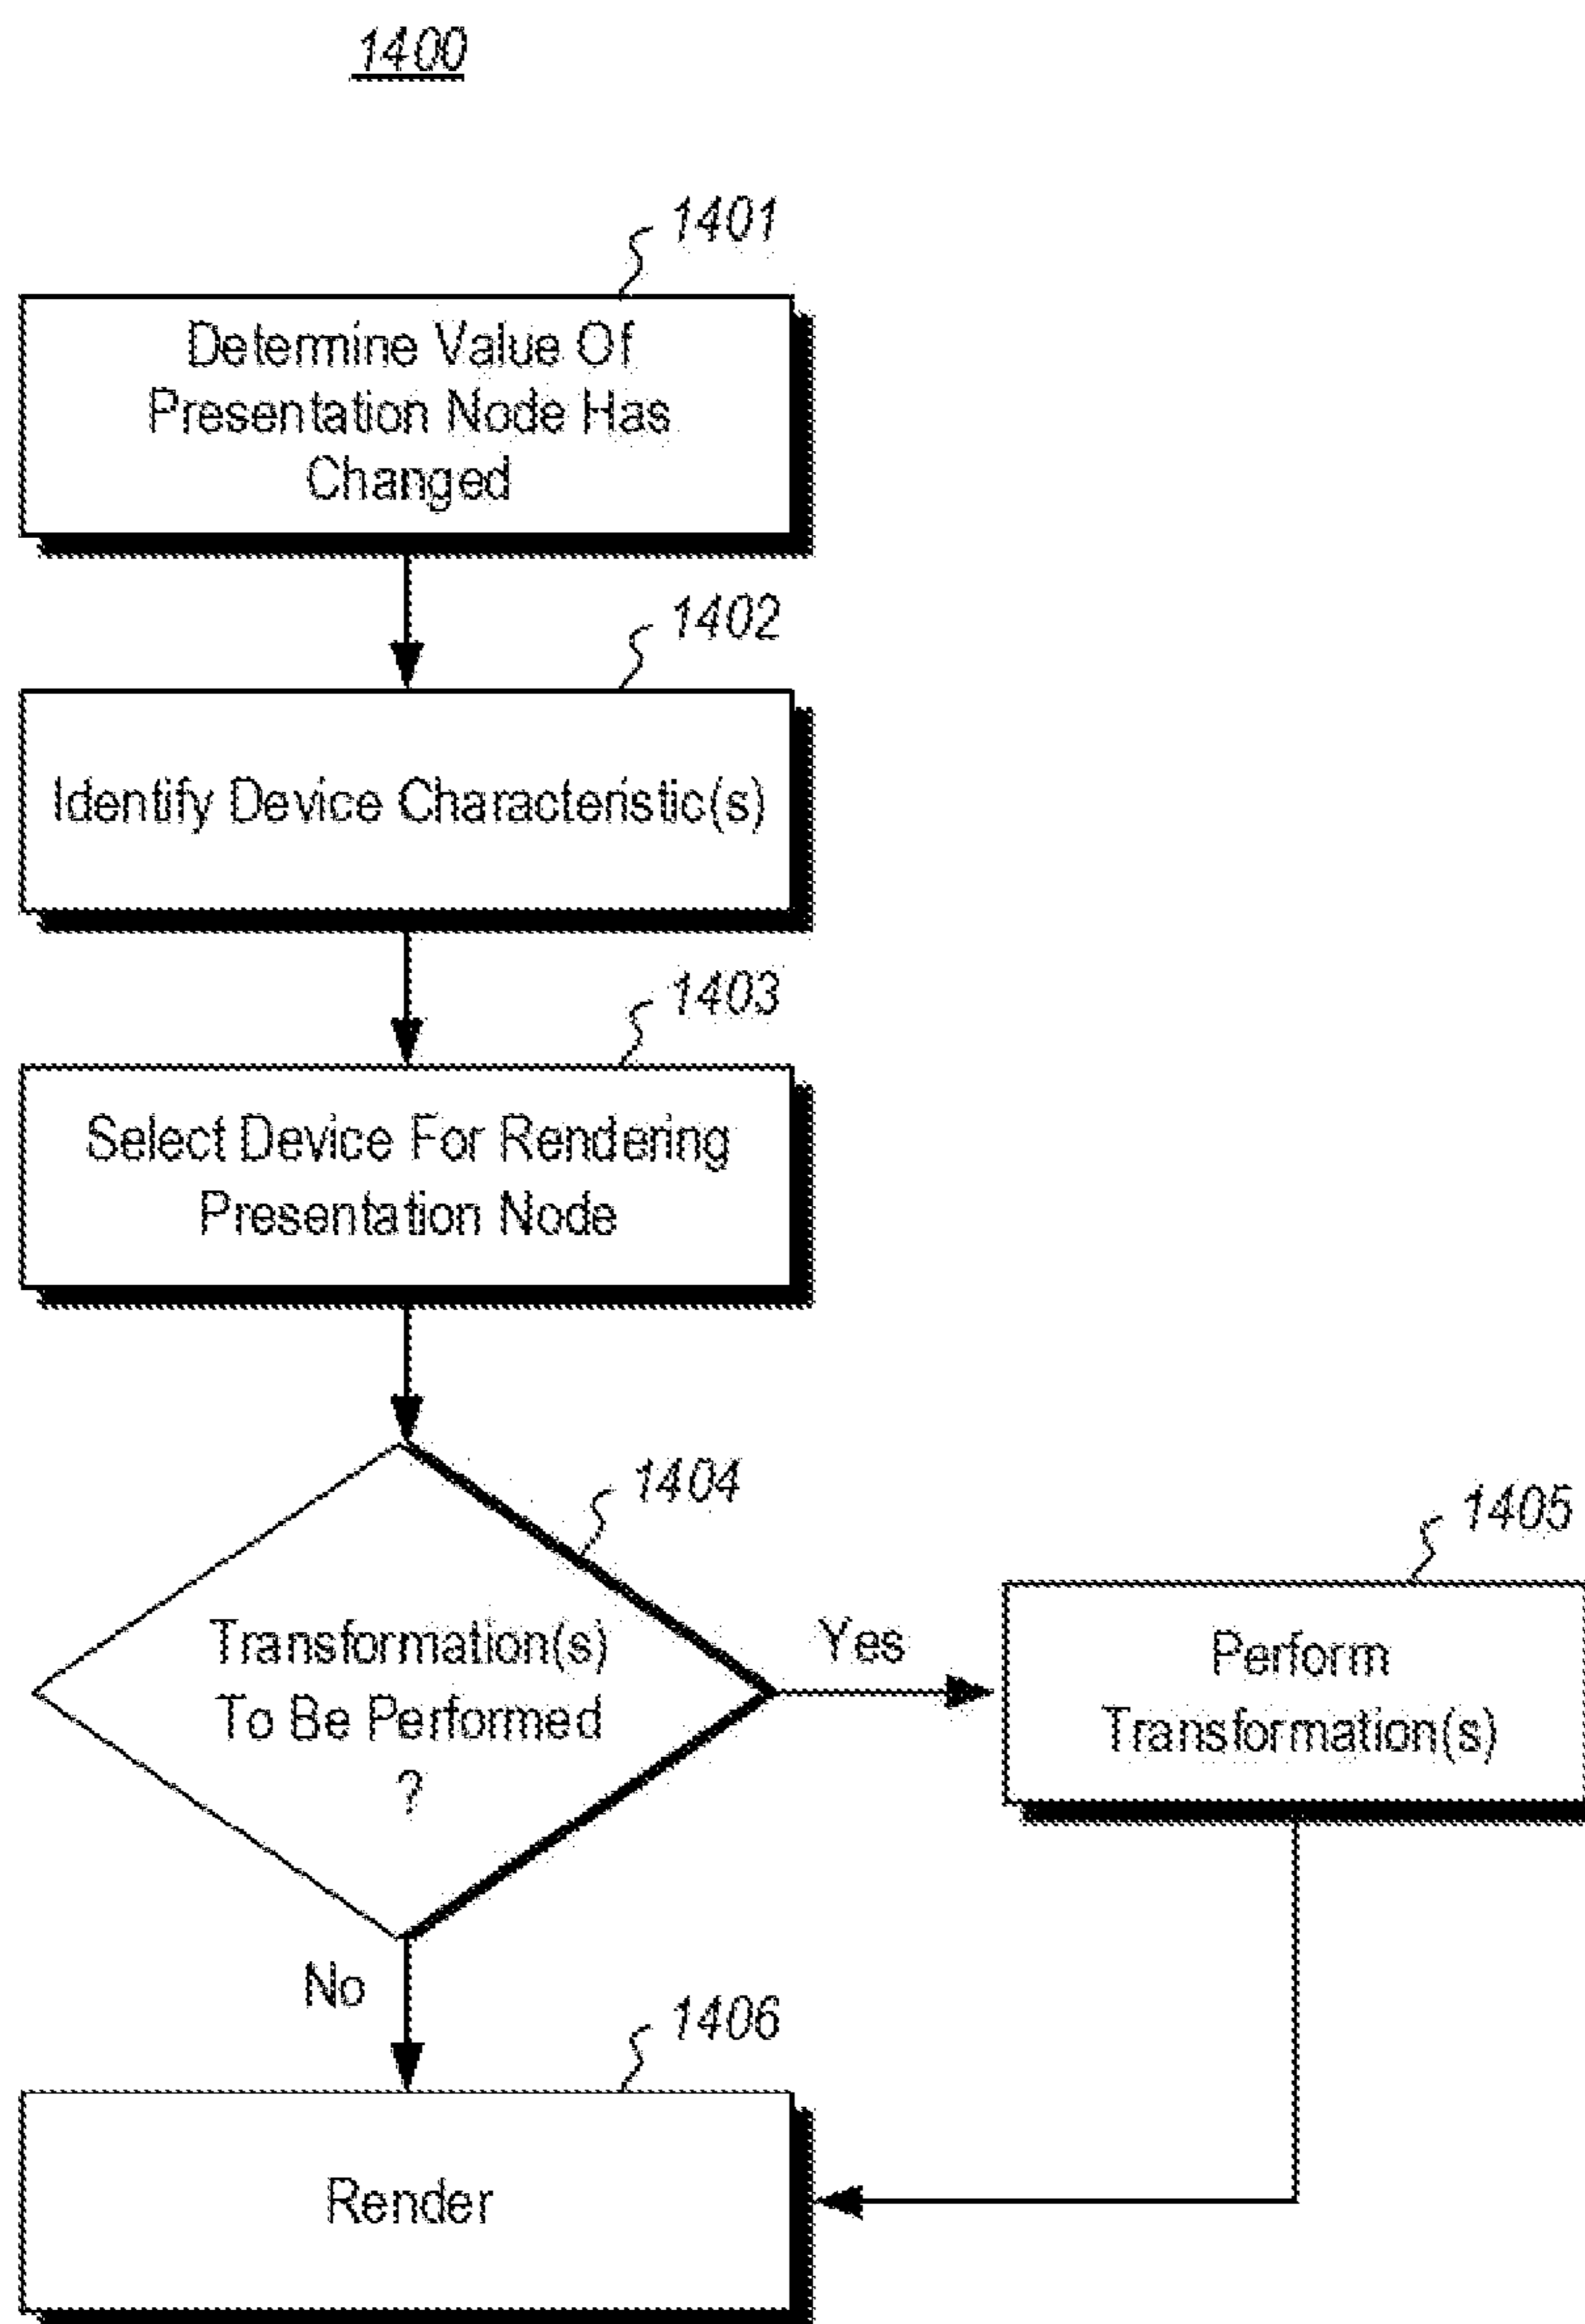 1400
1401
Determine Value Of
Presentation Node Has
Changed
1402
Identify Device Characteristic(s)
1403
Select Device For Rendering
Presentation Node
1404
Transformation(s)
To Be Performed
?
Yes
1405
Perform
Transformation(s)
No
1406
Render